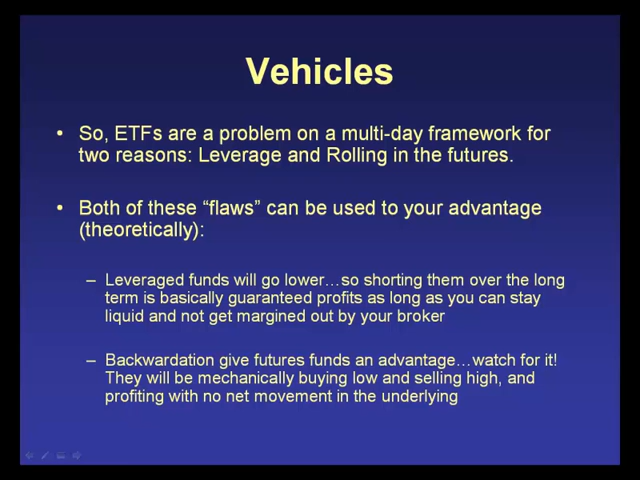 Vehicles
• So, ETFs are a problem on a multi-day framework for
two reasons: Leverage and Rolling in the futures.
• Both of these “flaws” can be used to your advantage
(theoretically):
– Leveraged funds will go lower…so shorting them over the long
term is basically guaranteed profits as long as you can stay
liquid and not get margined out by your broker
– Backwardation give futures funds an advantage…watch for it!
They will be mechanically buying low and selling high, and
profiting with no net movement in the underlying